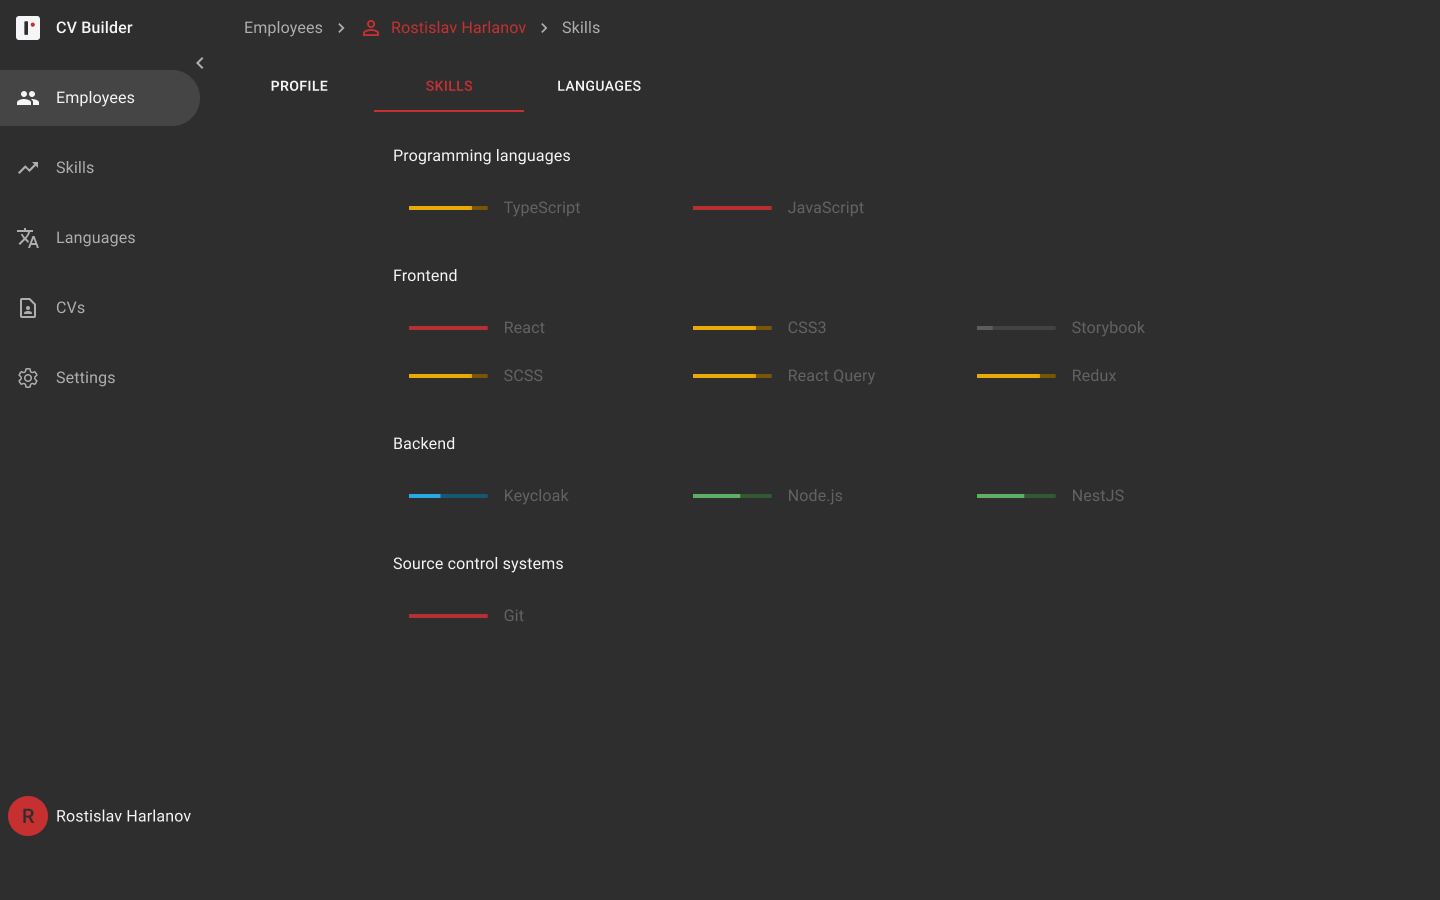 CV Builder
Employees
Skills
Languages
CVs
Settings
R Rostislav Harlanov
Employees > Rostislav Harlanov > Skills
PROFILE SKILLS LANGUAGES
Programming languages
TypeScript JavaScript
Frontend
React CSS3 Storybook
SCSS React Query Redux
Backend
Keycloak Node.js NestJS
Source control systems
Git